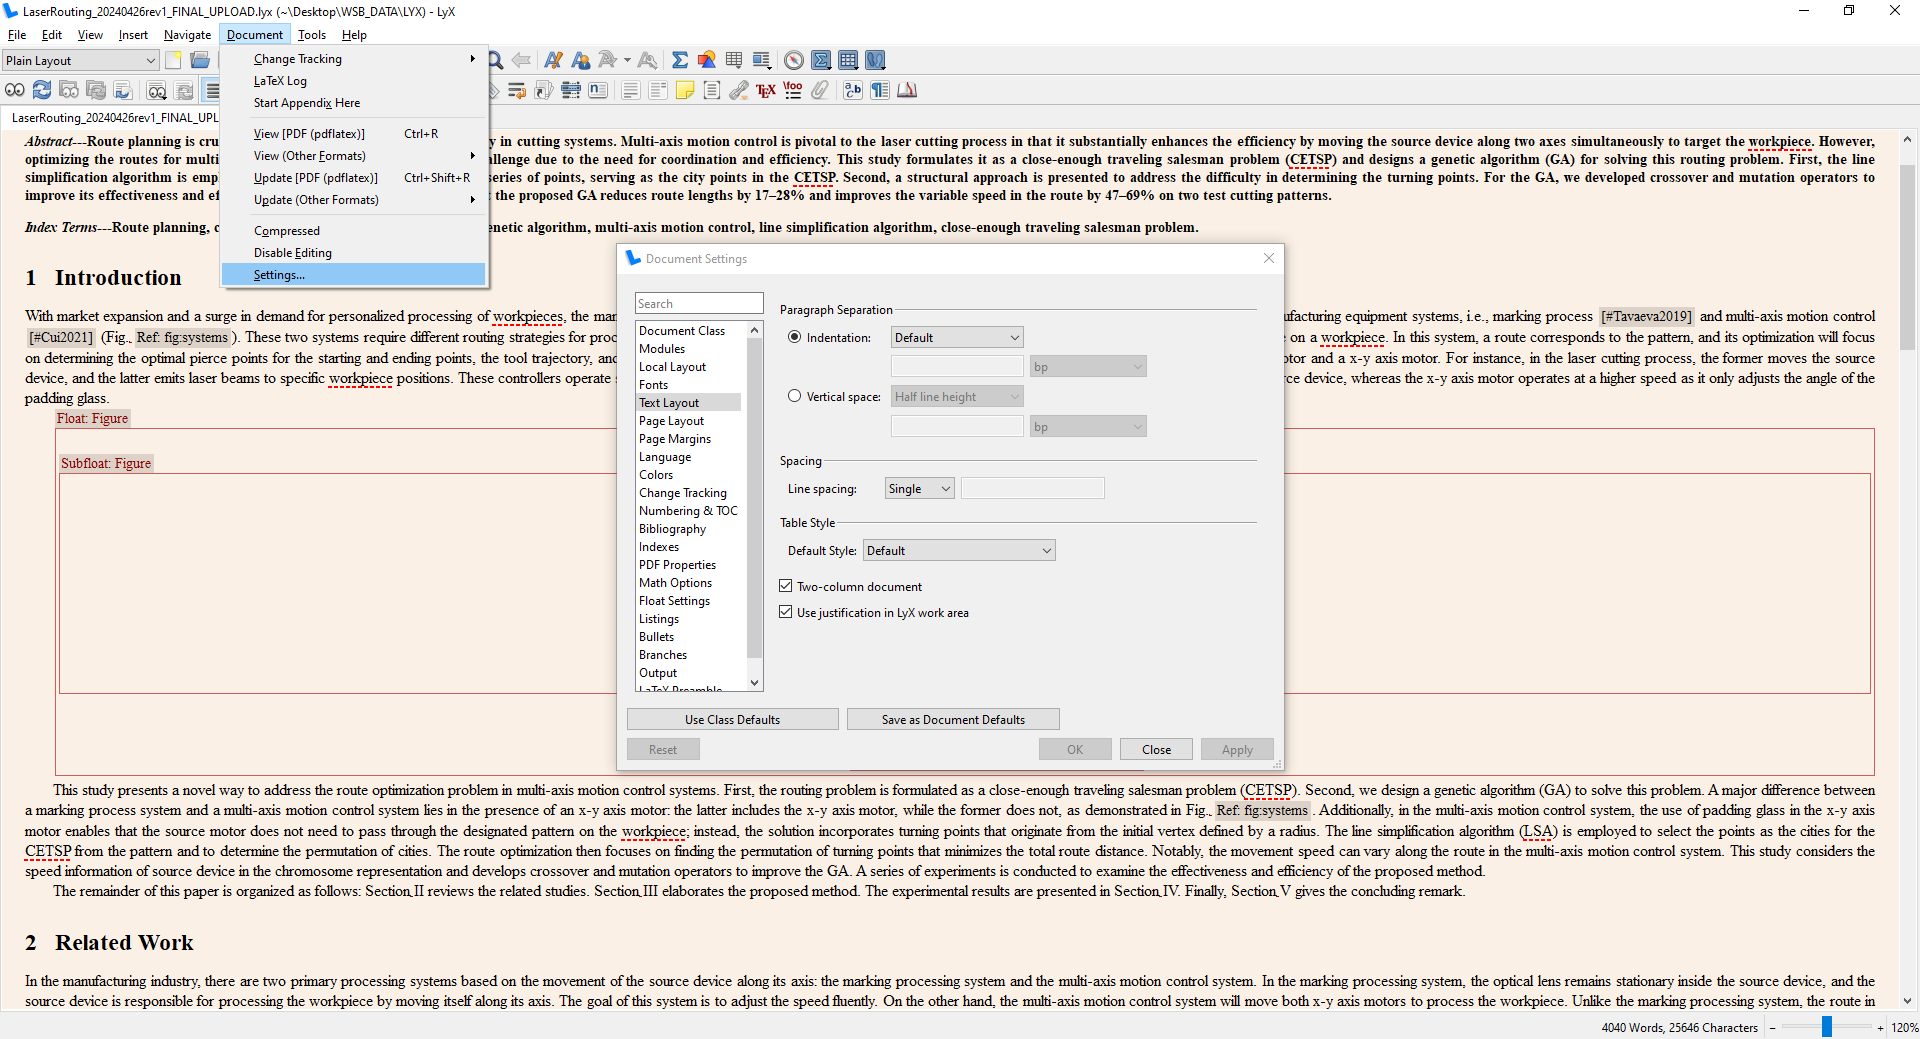 LaserRouting_20240426rev1_FINAL_UPLOAD.lyx (~\Desktop\WSB_DATA\LYX) - LyX
File Edit View Insert Navigate Document Tools Help
Plain Layout
Change Tracking
LaTeX Log
Start Appendix Here
View [PDF (pdflatex)] Ctrl+R
View (Other Formats)
Update [PDF (pdflatex)] Ctrl+Shift+R
Update (Other Formats)
Compressed
Disable Editing
Settings...
LaserRouting_20240426rev1_FINAL_UPL
Abstract---Route planning is cru y in cutting systems. Multi-axis motion control is pivotal to the laser cutting process in that it substantially enhances the efficiency by moving the source device along two axes simultaneously to target the workpiece. However,
optimizing the routes for multi allenge due to the need for coordination and efficiency. This study formulates it as a close-enough traveling salesman problem (CETSP) and designs a genetic algorithm (GA) for solving this routing problem. First, the line
simplification algorithm is emp series of points, serving as the city points in the CETSP. Second, a structural approach is presented to address the difficulty in determining the turning points. For the GA, we developed crossover and mutation operators to
improve its effectiveness and ef t the proposed GA reduces route lengths by 17–28% and improves the variable speed in the route by 47–69% on two test cutting patterns.
Index Terms---Route planning, c enetic algorithm, multi-axis motion control, line simplification algorithm, close-enough traveling salesman problem.
1 Introduction
With market expansion and a surge in demand for personalized processing of workpieces, the mar ufacturing equipment systems, i.e., marking process [#Tavaeva2019] and multi-axis motion control
[#Cui2021] (Fig. Ref: fig:systems). These two systems require different routing strategies for proc on a workpiece. In this system, a route corresponds to the pattern, and its optimization will focus
on determining the optimal pierce points for the starting and ending points, the tool trajectory, and otor and a x-y axis motor. For instance, in the laser cutting process, the former moves the source
device, and the latter emits laser beams to specific workpiece positions. These controllers operate s rce device, whereas the x-y axis motor operates at a higher speed as it only adjusts the angle of the
padding glass.
Float: Figure
Subfloat: Figure
Document Settings
Search
Document Class
Modules
Local Layout
Fonts
Text Layout
Page Layout
Page Margins
Language
Colors
Change Tracking
Numbering & TOC
Bibliography
Indexes
PDF Properties
Math Options
Float Settings
Listings
Bullets
Branches
Output
LaTeX Preamble
Paragraph Separation
Indentation: Default
bp
Vertical space: Half line height
bp
Spacing
Line spacing: Single
Table Style
Default Style: Default
Two-column document
Use justification in LyX work area
Use Class Defaults Save as Document Defaults
Reset OK Close Apply
This study presents a novel way to address the route optimization problem in multi-axis motion control systems. First, the routing problem is formulated as a close-enough traveling salesman problem (CETSP). Second, we design a genetic algorithm (GA) to solve this problem. A major difference between
a marking process system and a multi-axis motion control system lies in the presence of an x-y axis motor: the latter includes the x-y axis motor, while the former does not, as demonstrated in Fig. Ref: fig:systems. Additionally, in the multi-axis motion control system, the use of padding glass in the x-y axis
motor enables that the source motor does not need to pass through the designated pattern on the workpiece; instead, the solution incorporates turning points that originate from the initial vertex defined by a radius. The line simplification algorithm (LSA) is employed to select the points as the cities for the
CETSP from the pattern and to determine the permutation of cities. The route optimization then focuses on finding the permutation of turning points that minimizes the total route distance. Notably, the movement speed can vary along the route in the multi-axis motion control system. This study considers the
speed information of source device in the chromosome representation and develops crossover and mutation operators to improve the GA. A series of experiments is conducted to examine the effectiveness and efficiency of the proposed method.
The remainder of this paper is organized as follows: Section II reviews the related studies. Section III elaborates the proposed method. The experimental results are presented in Section IV. Finally, Section V gives the concluding remark.
2 Related Work
In the manufacturing industry, there are two primary processing systems based on the movement of the source device along its axis: the marking processing system and the multi-axis motion control system. In the marking processing system, the optical lens remains stationary inside the source device, and the
source device is responsible for processing the workpiece by moving itself along its axis. The goal of this system is to adjust the speed fluently. On the other hand, the multi-axis motion control system will move both x-y axis motors to process the workpiece. Unlike the marking processing system, the route in
4040 Words, 25646 Characters − + 120%